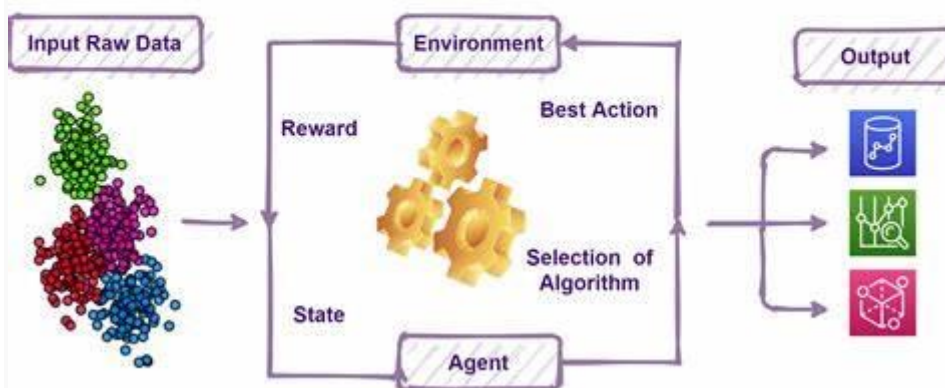 Input Raw Data
Environment
Output
Reward
Best Action
Selection of
Algorithm
State
Agent